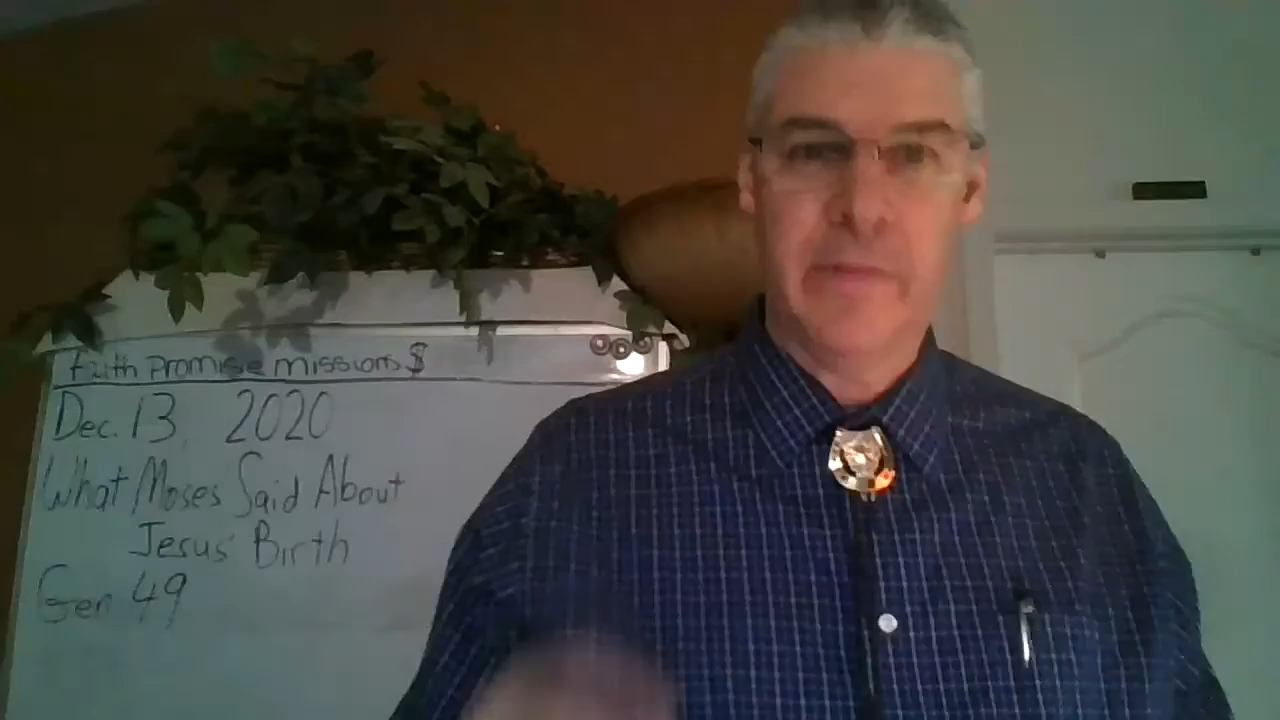 Faith Promise missions $
Dec. 13, 2020
What Moses Said About
Jesus' Birth
Gen 49